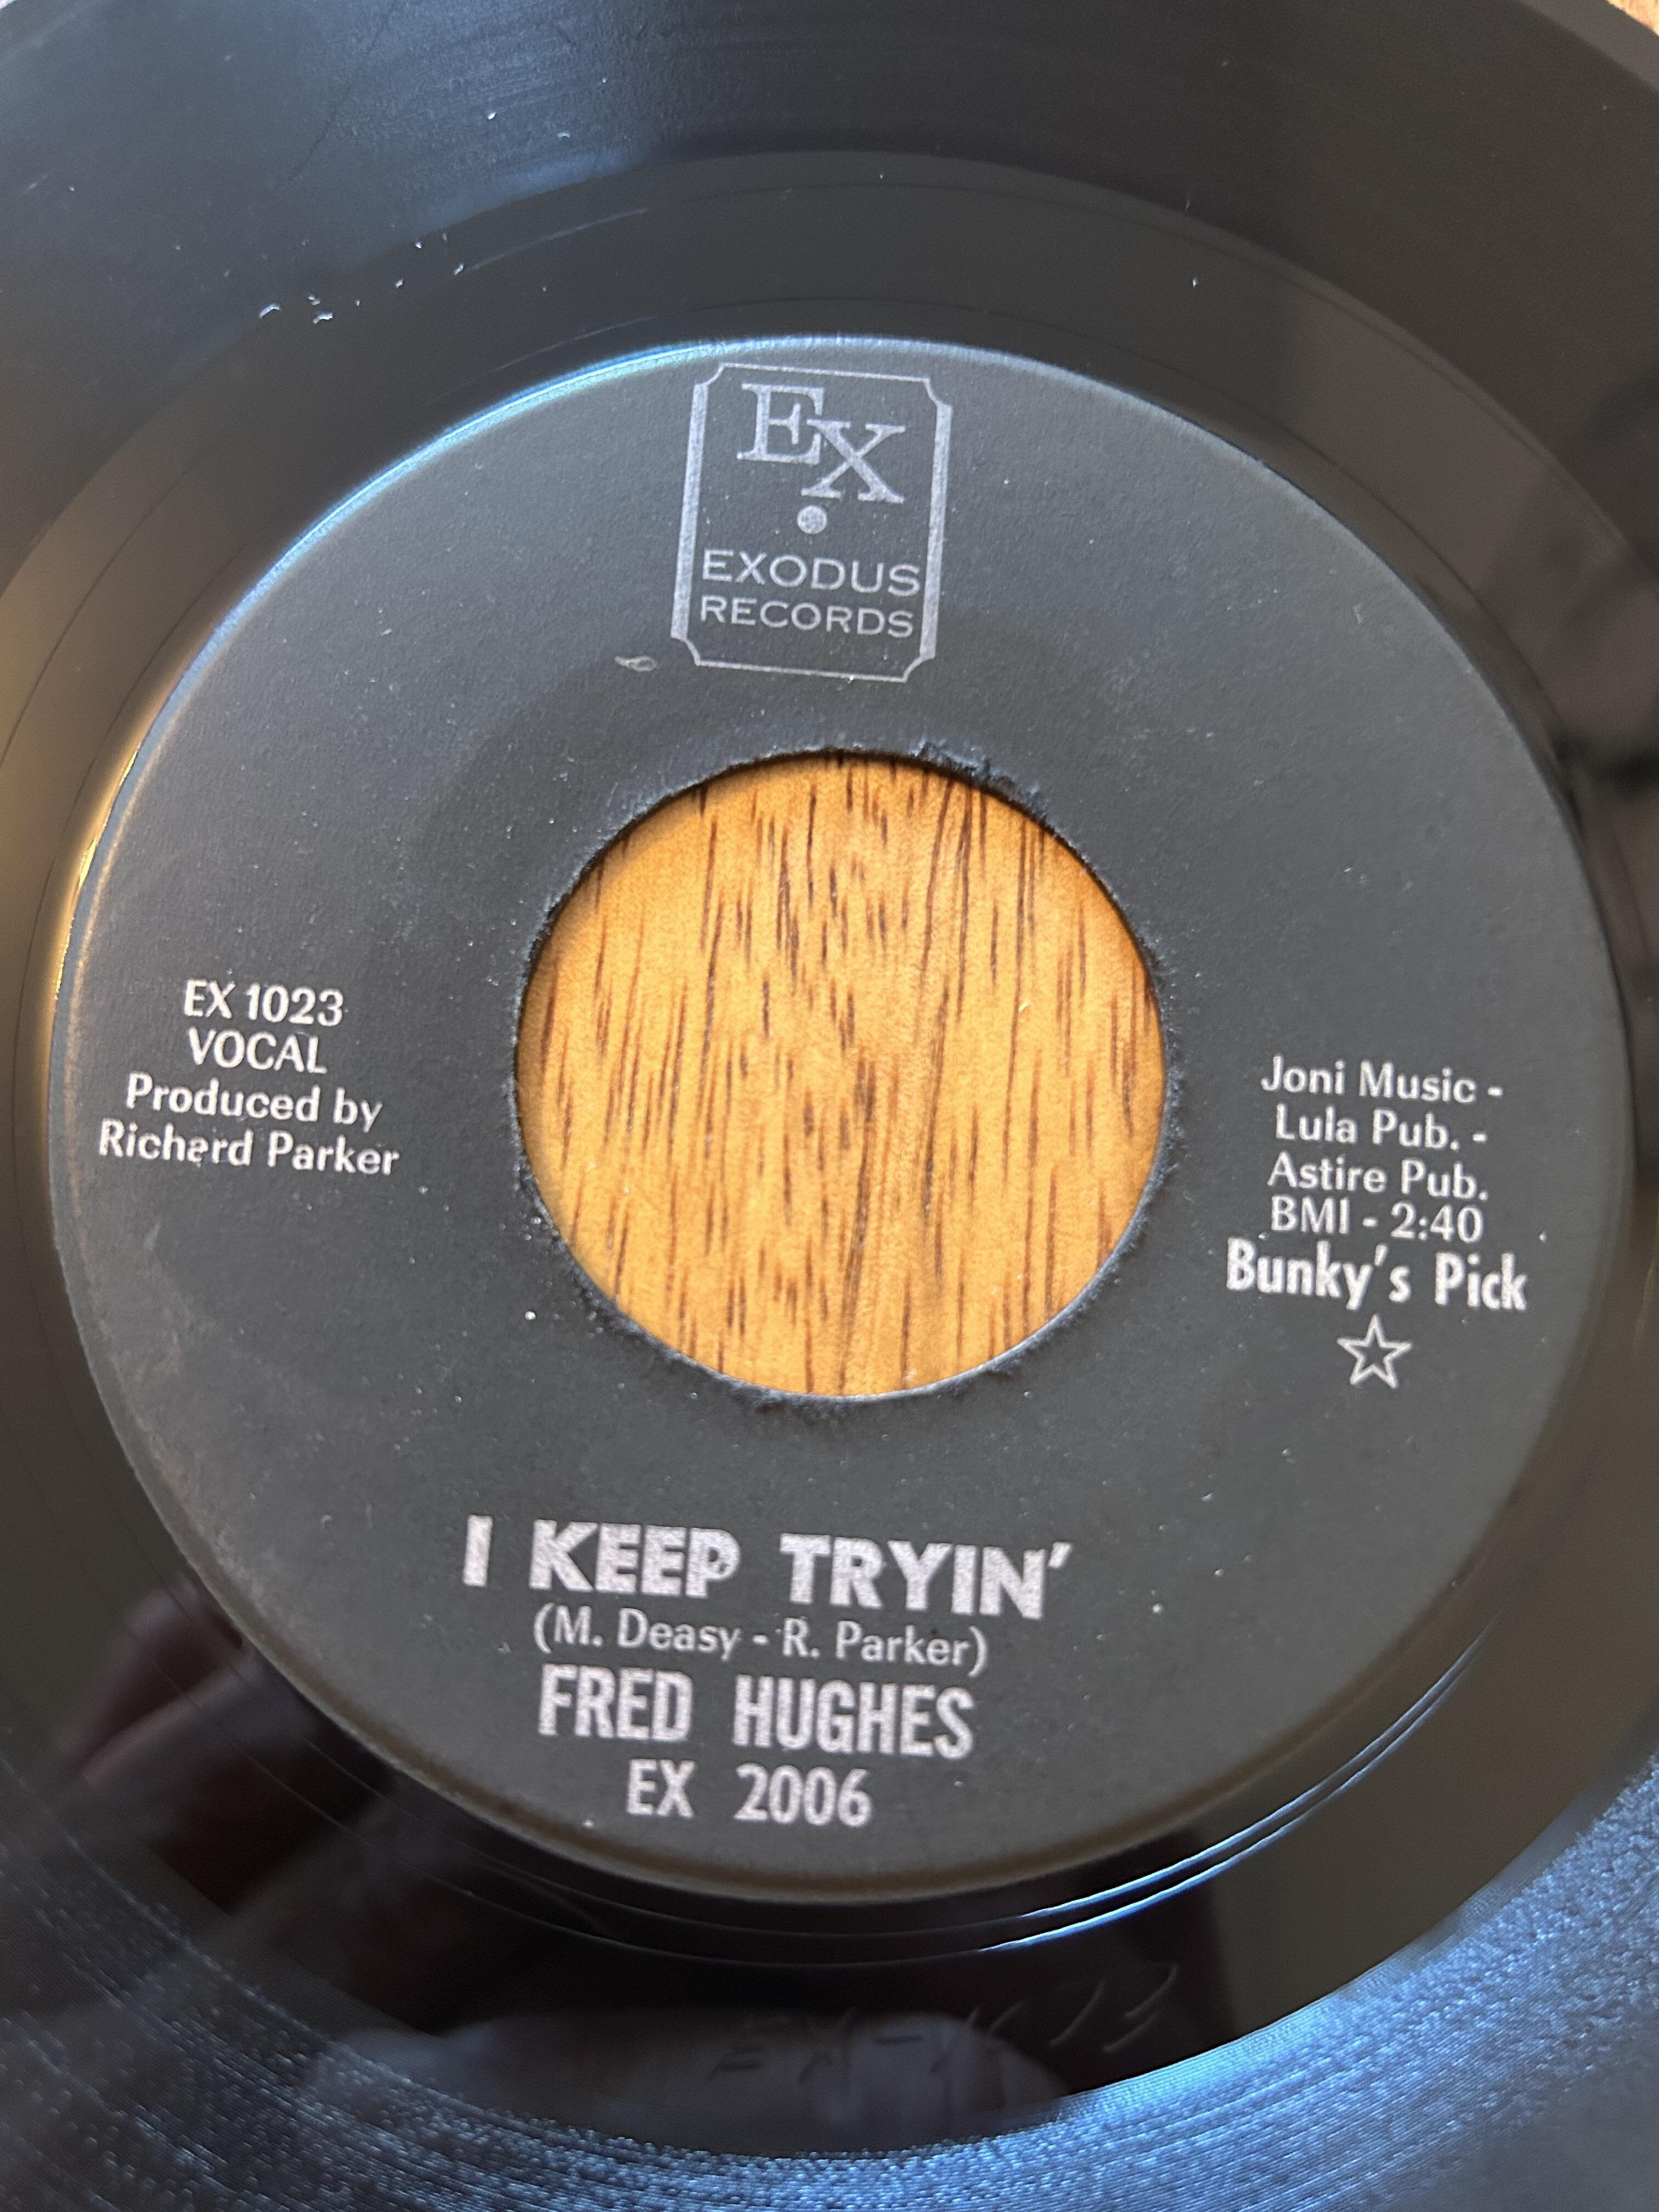 EX
EXODUS
RECORDS
EX 1023
VOCAL
Produced by
Richard Parker
Joni Music -
Lula Pub. -
Astire Pub.
BMI - 2:40
Bunky's Pick
I KEEP TRYIN'
(M. Deasy - R. Parker)
FRED HUGHES
EX 2006